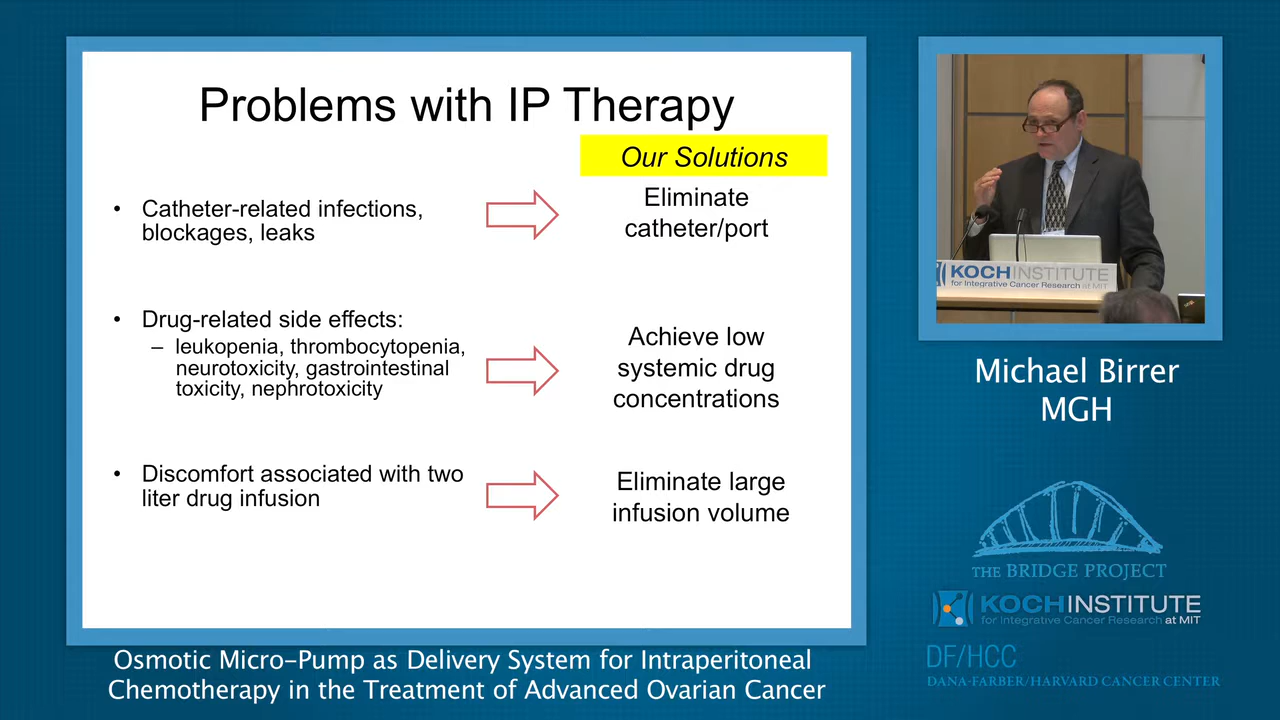 Problems with IP Therapy
Our Solutions
• Catheter-related infections,
blockages, leaks
Eliminate
catheter/port
• Drug-related side effects:
– leukopenia, thrombocytopenia,
neurotoxicity, gastrointestinal
toxicity, nephrotoxicity
Achieve low
systemic drug
concentrations
• Discomfort associated with two
liter drug infusion
Eliminate large
infusion volume
Osmotic Micro-Pump as Delivery System for Intraperitoneal
Chemotherapy in the Treatment of Advanced Ovarian Cancer
KOCH INSTITUTE
for Integrative Cancer Research at MIT
Michael Birrer
MGH
THE BRIDGE PROJECT
KOCH INSTITUTE
for Integrative Cancer Research at MIT
DF/HCC
DANA-FARBER/HARVARD CANCER CENTER